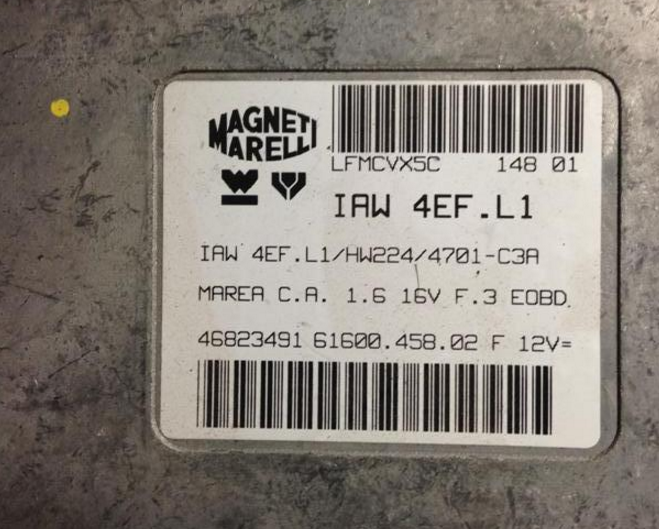 MAGNETI
MARELLI
LFMCVX5C 148 01
IAW 4EF.L1
IAW 4EF.L1/HW224/4701-C3A
MAREA C.A. 1.6 16V F.3 EOBD
46823491 61600.458.02 F 12V=